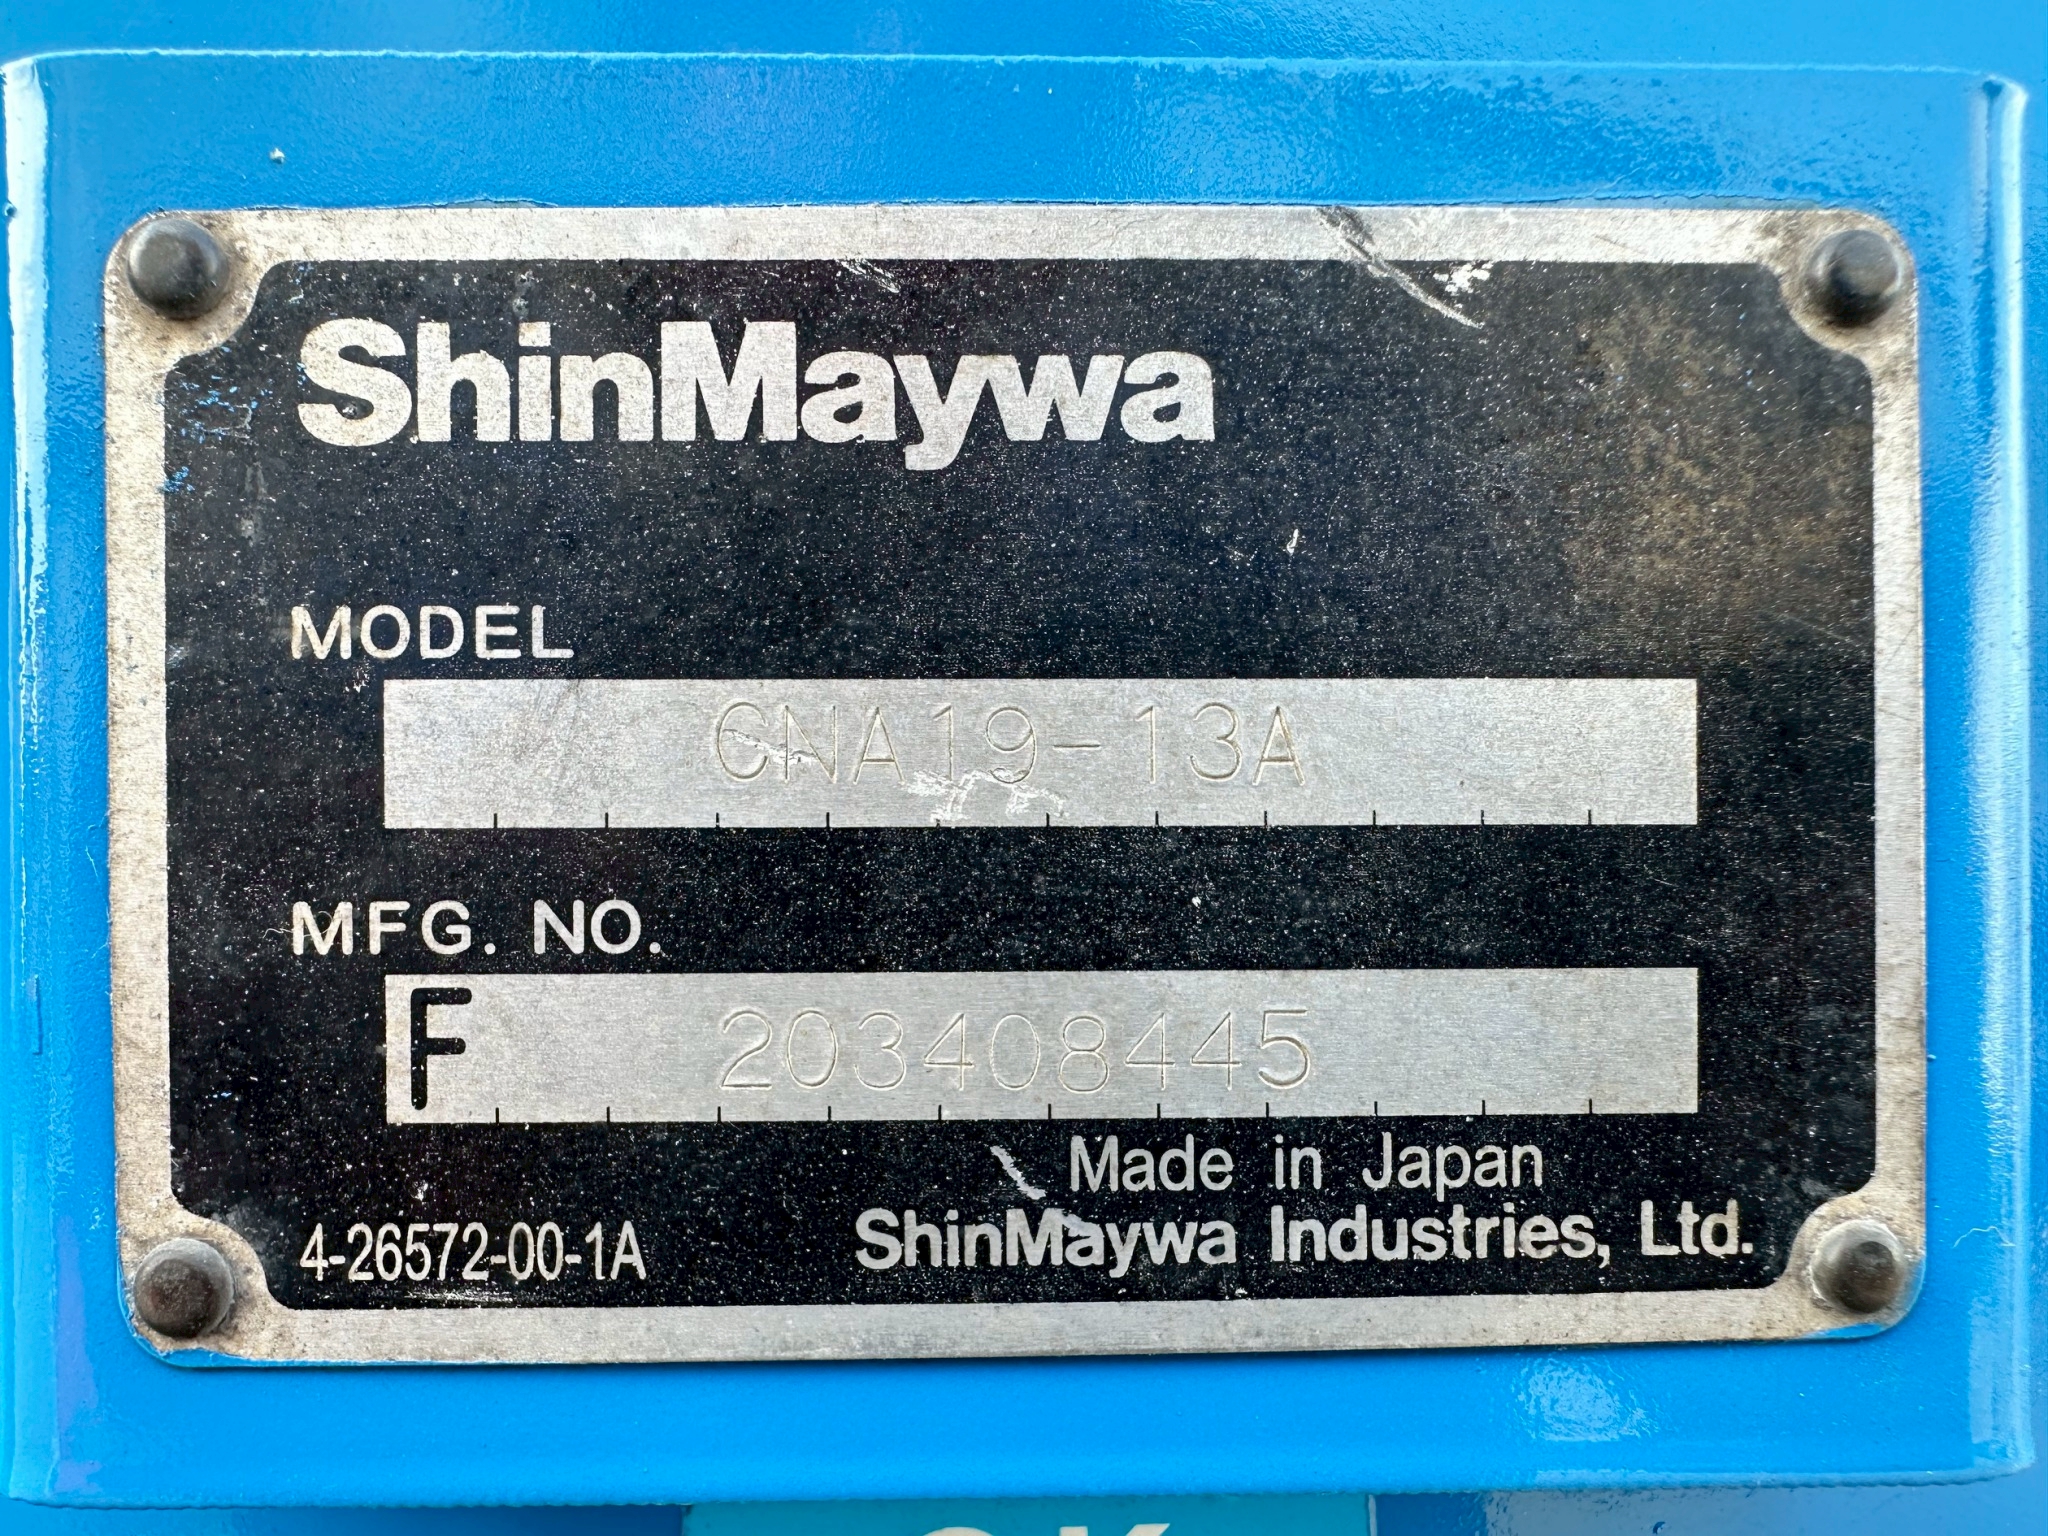 ShinMaywa
MODEL
CNA19-13A
MFG. NO.
F 203408445
Made in Japan
4-26572-00-1A ShinMaywa Industries, Ltd.